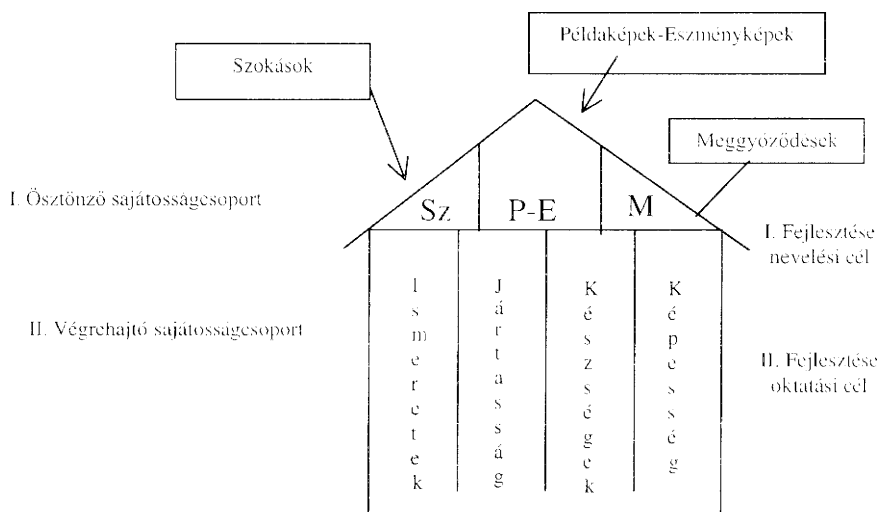 Példaképek-Eszményképek
Szokások
Meggyőződések
I. Ösztönző sajátosságcsoport
Sz
P-E
M
I. Fejlesztése
nevelési cél
II. Végrehajtó sajátosságcsoport
Ismeretek
Jártasság
Készségek
Képesség
II. Fejlesztése
oktatási cél